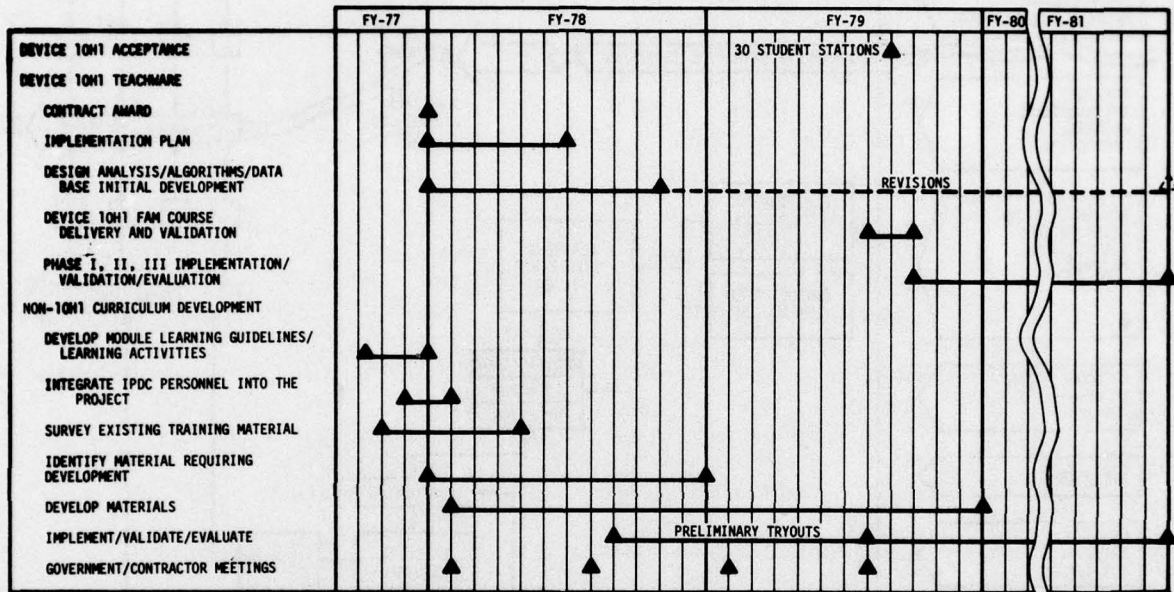 FY-77 FY-78 FY-79 FY-80 FY-81
DEVICE 10H1 ACCEPTANCE
30 STUDENT STATIONS
DEVICE 10H1 TEACHWARE
CONTRACT AWARD
IMPLEMENTATION PLAN
DESIGN ANALYSIS/ALGORITHMS/DATA
BASE INITIAL DEVELOPMENT
REVISIONS
DEVICE 10H1 FAM COURSE
DELIVERY AND VALIDATION
PHASE I, II, III IMPLEMENTATION/
VALIDATION/EVALUATION
NON-10H1 CURRICULUM DEVELOPMENT
DEVELOP MODULE LEARNING GUIDELINES/
LEARNING ACTIVITIES
INTEGRATE IPDC PERSONNEL INTO THE
PROJECT
SURVEY EXISTING TRAINING MATERIAL
IDENTIFY MATERIAL REQUIRING
DEVELOPMENT
DEVELOP MATERIALS
IMPLEMENT/VALIDATE/EVALUATE
PRELIMINARY TRYOUTS
GOVERNMENT/CONTRACTOR MEETINGS